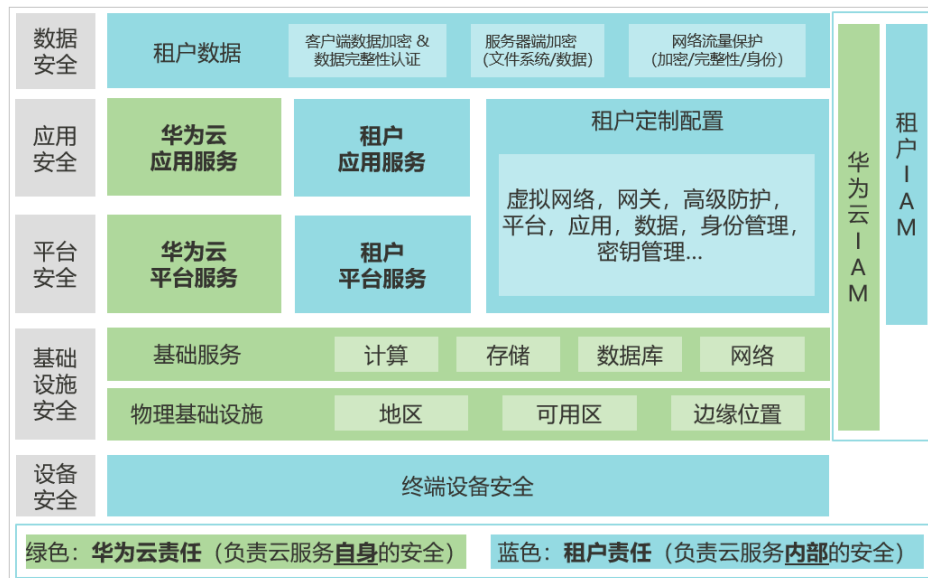 数据
安全
租户数据
客户端数据加密 &
数据完整性认证
服务器端加密
(文件系统/数据)
网络流量保护
(加密/完整性/身份)
应用
安全
华为云
应用服务
租户
应用服务
租户定制配置
虚拟网络，网关，高级防护，
平台，应用，数据，身份管理，
密钥管理...
平台
安全
华为云
平台服务
租户
平台服务
基础
设施
安全
基础服务
计算
存储
数据库
网络
物理基础设施
地区
可用区
边缘位置
设备
安全
终端设备安全
华
为
云
I
A
M
租
户
I
A
M
绿色：华为云责任（负责云服务自身的安全）
蓝色：租户责任（负责云服务内部的安全）